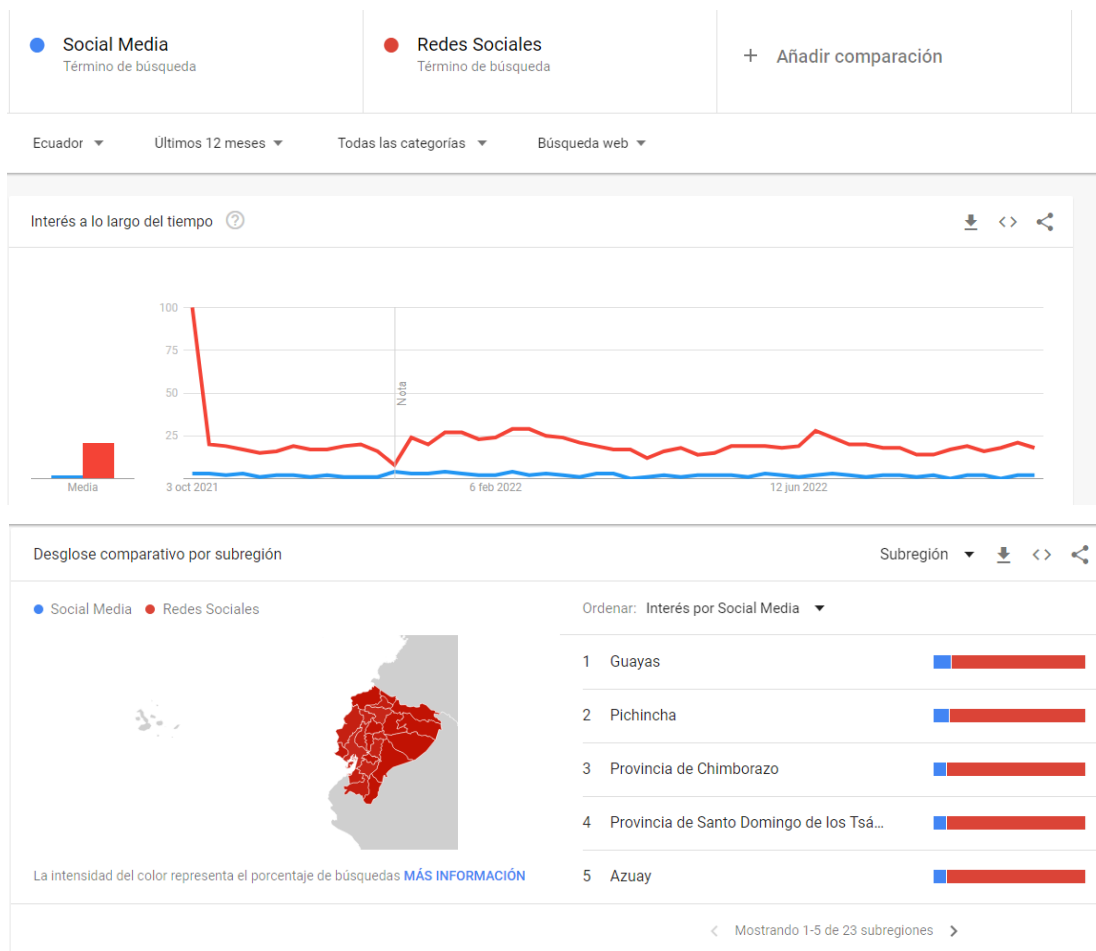 Social Media
Término de búsqueda
Redes Sociales
Término de búsqueda
+ Añadir comparación
Ecuador
Últimos 12 meses
Todas las categorías
Búsqueda web
Interés a lo largo del tiempo
?
100
75
50
25
Nota
Media
3 oct 2021
6 feb 2022
12 jun 2022
Desglose comparativo por subregión
Subregión
Social Media
Redes Sociales
Ordenar: Interés por Social Media
1 Guayas
2 Pichincha
3 Provincia de Chimborazo
4 Provincia de Santo Domingo de los Tsá...
5 Azuay
La intensidad del color representa el porcentaje de búsquedas MÁS INFORMACIÓN
Mostrando 1-5 de 23 subregiones